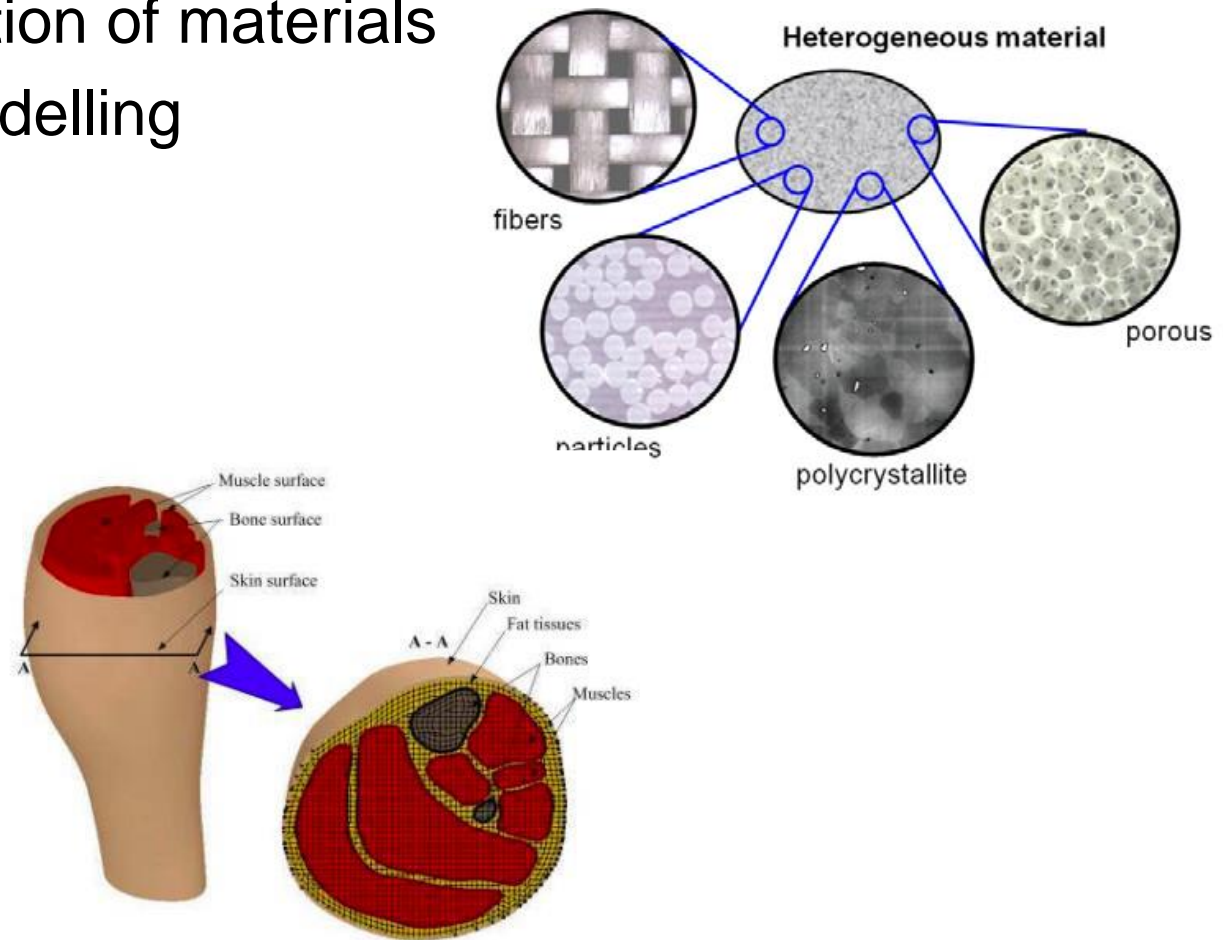 tion of materials
delling
Heterogeneous material
fibers
porous
particles
polycrystallite
Muscle surface
Bone surface
Skin surface
A
A
A - A
Skin
Fat tissues
Bones
Muscles